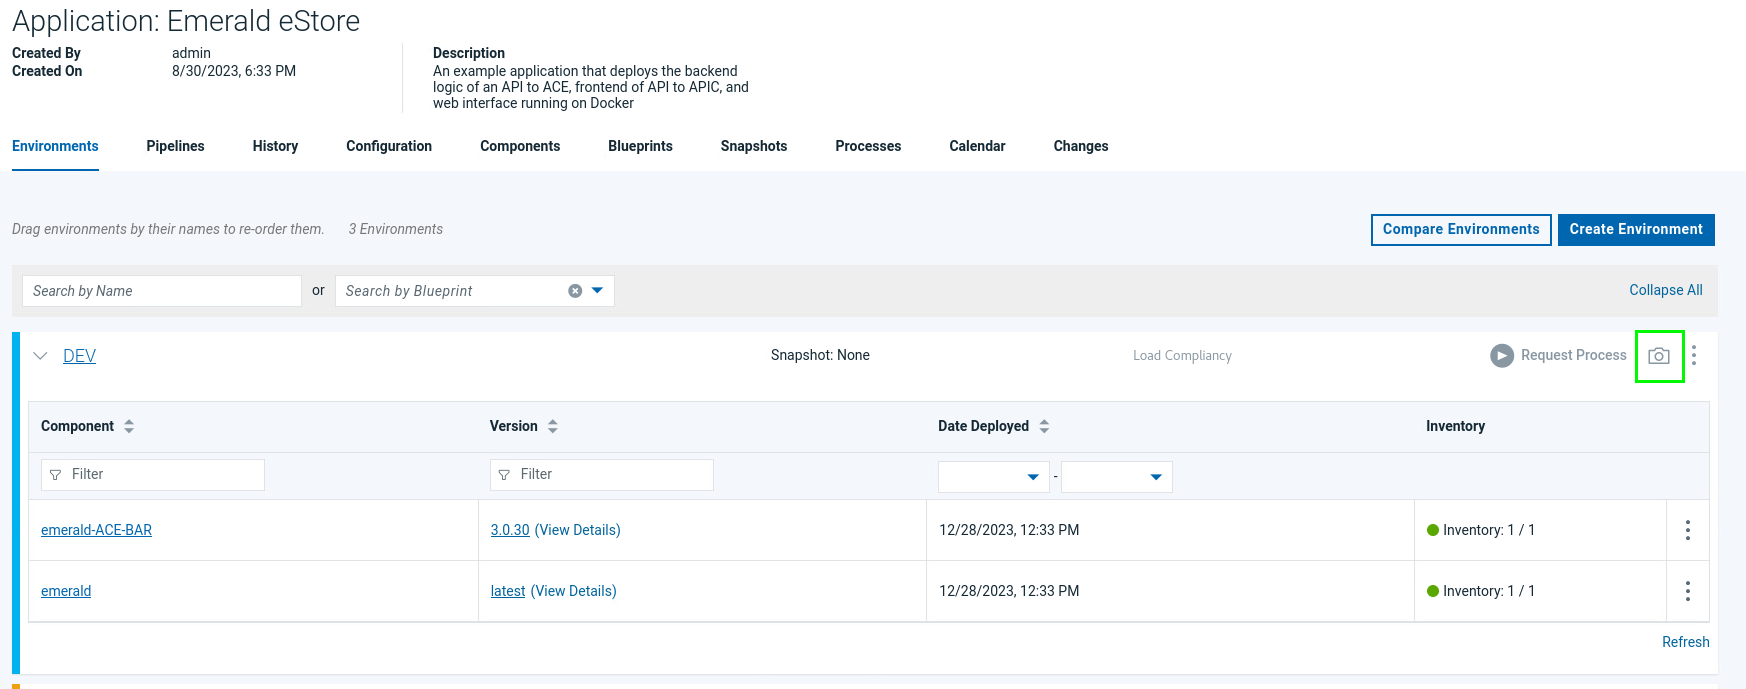 Application: Emerald eStore
Created By admin
Created On 8/30/2023, 6:33 PM
Description
An example application that deploys the backend
logic of an API to ACE, frontend of API to APIC, and
web interface running on Docker
Environments Pipelines History Configuration Components Blueprints Snapshots Processes Calendar Changes
Drag environments by their names to re-order them. 3 Environments Compare Environments Create Environment
Search by Name or Search by Blueprint Collapse All
DEV Snapshot: None Load Compliancy Request Process
Component Version Date Deployed Inventory
Filter Filter -
emerald-ACE-BAR 3.0.30 (View Details) 12/28/2023, 12:33 PM Inventory: 1 / 1
emerald latest (View Details) 12/28/2023, 12:33 PM Inventory: 1 / 1
Refresh